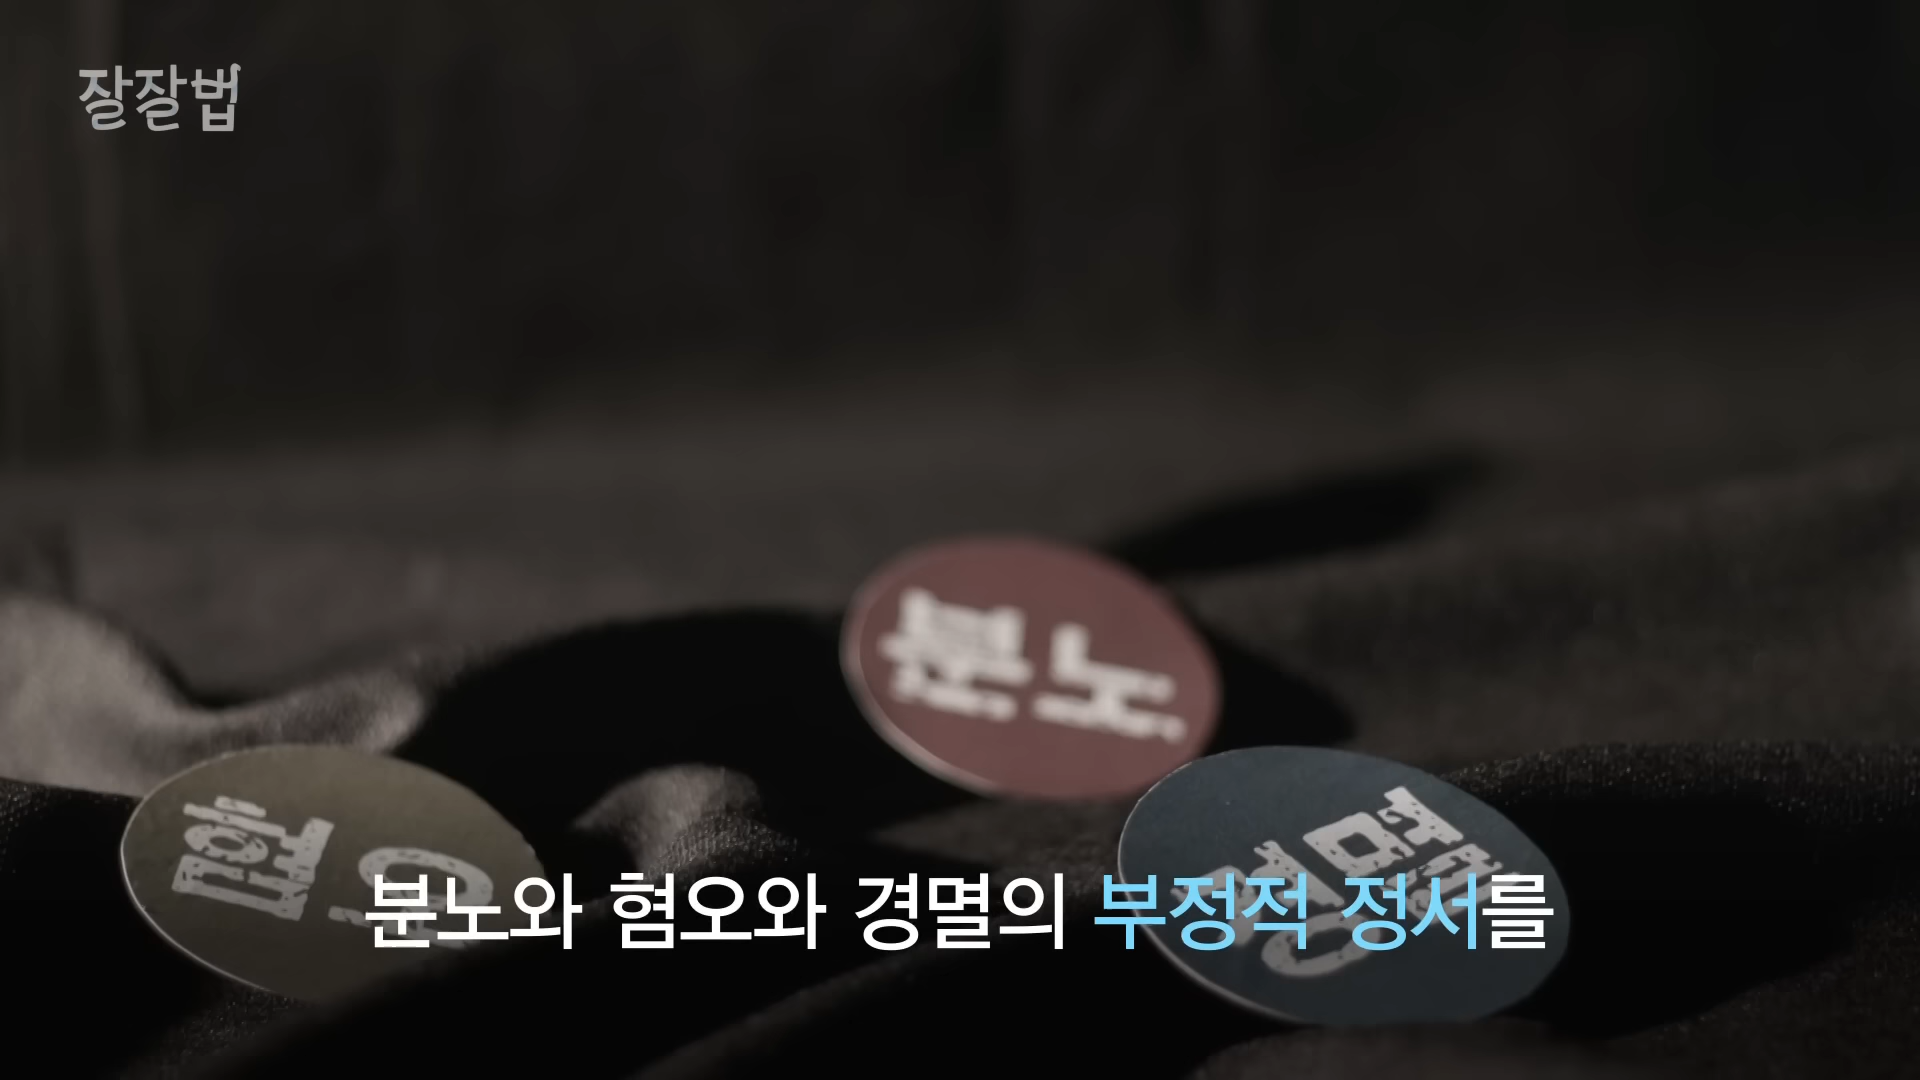 잘잘법
분노
혐오
경멸
분노와 혐오와 경멸의 부정적 정서를